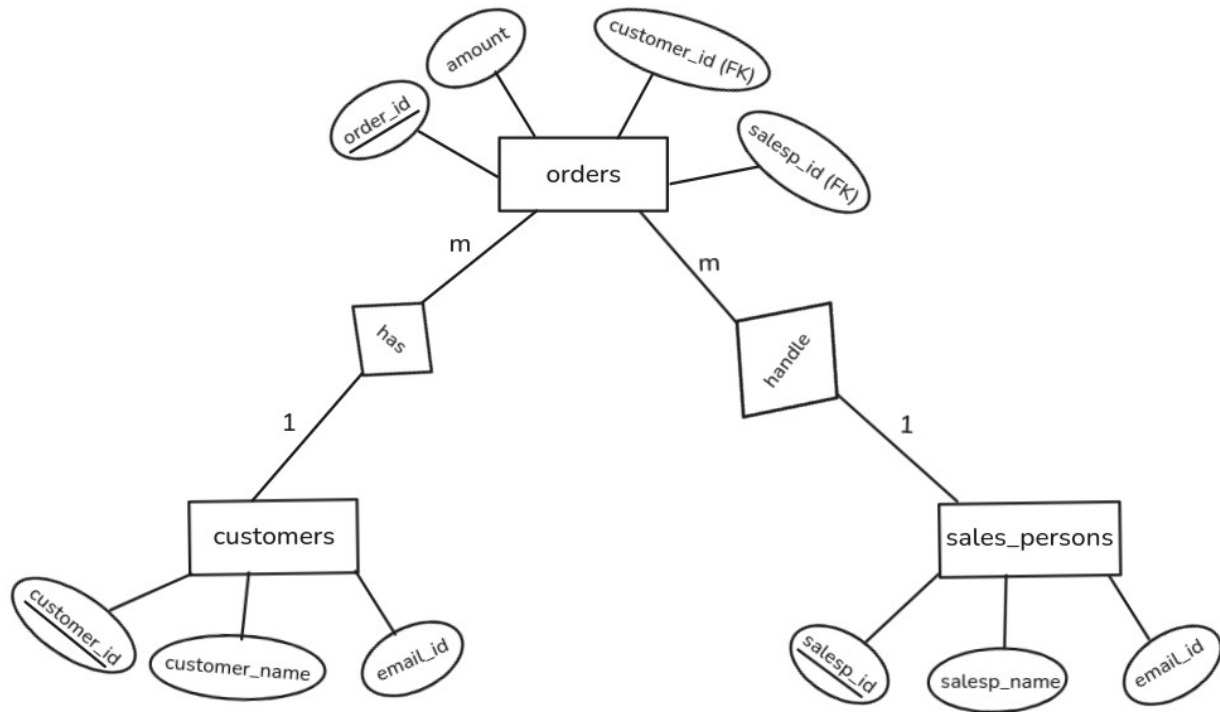 amount
customer_id (FK)
order_id
salesp_id (FK)
orders
m
m
has
handle
1
1
customers
sales_persons
customer_id
customer_name
email_id
salesp_id
salesp_name
email_id